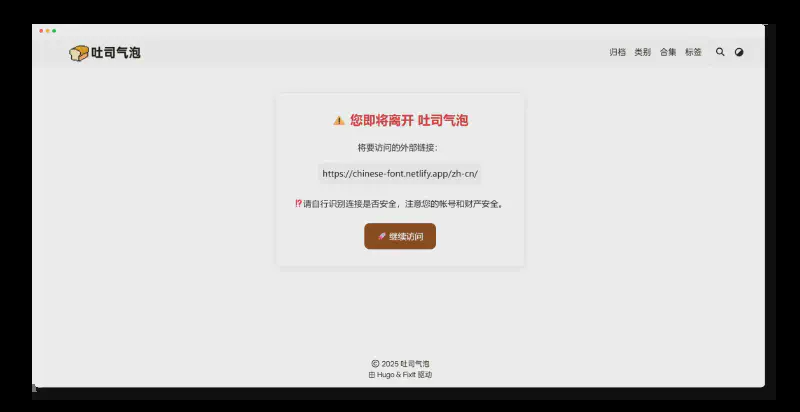 吐司气泡
归档 类别 合集 标签
⚠️ 您即将离开 吐司气泡
将要访问的外部链接：
https://chinese-font.netlify.app/zh-cn/
⁉️请自行识别连接是否安全，注意您的帐号和财产安全。
🚀 继续访问
© 2025 吐司气泡
由 Hugo & FixIt 驱动